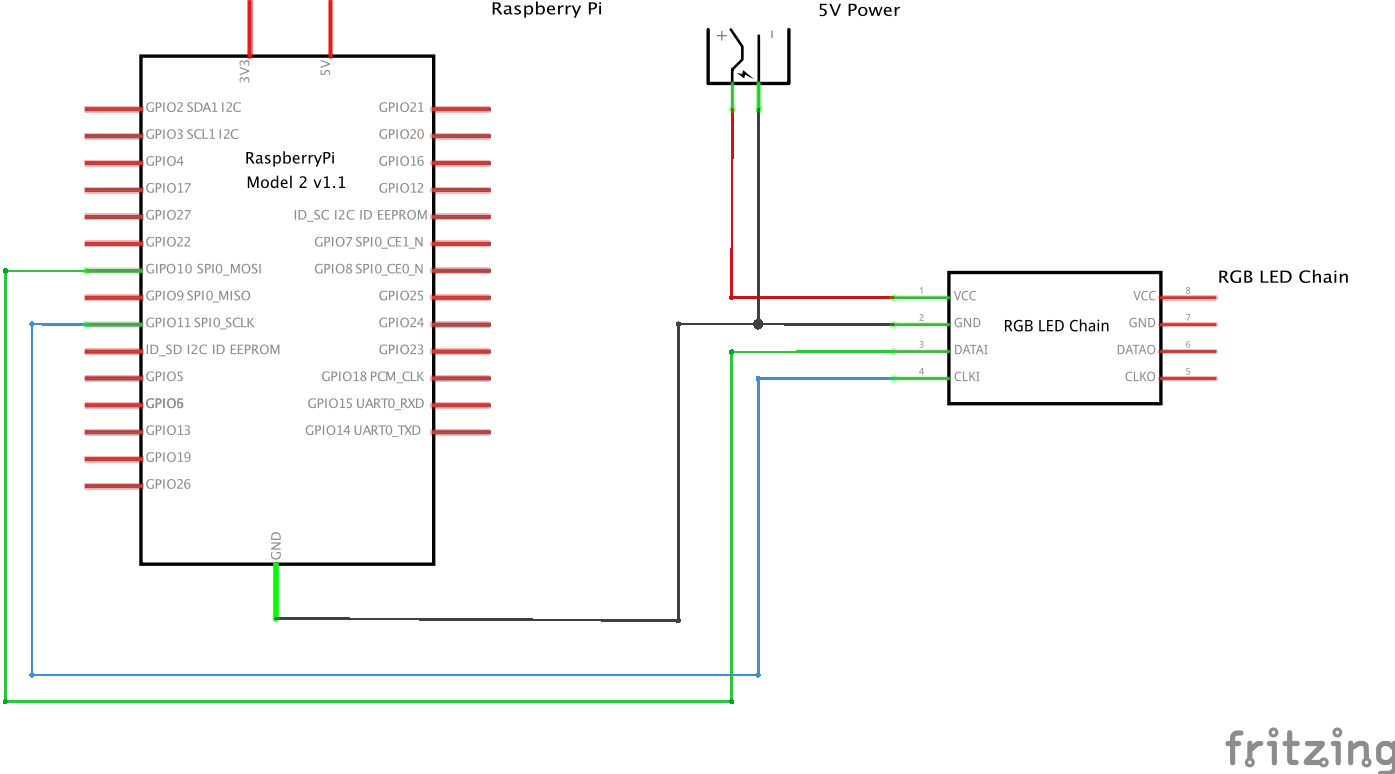 Raspberry Pi
5V Power
3V3
5V
+
-
GPIO2 SDA1 I2C
GPIO21
GPIO3 SCL1 I2C
GPIO20
GPIO4
RaspberryPi
GPIO16
GPIO17
Model 2 v1.1
GPIO12
GPIO27
ID_SC I2C ID EEPROM
GPIO22
GPIO7 SPI0_CE1_N
GIPO10 SPI0_MOSI
GPIO8 SPI0_CE0_N
GPIO9 SPI0_MISO
GPIO25
GPIO11 SPI0_SCLK
GPIO24
ID_SD I2C ID EEPROM
GPIO23
GPIO5
GPIO18 PCM_CLK
GPIO6
GPIO15 UART0_RXD
GPIO13
GPIO14 UART0_TXD
GPIO19
GPIO26
GND
RGB LED Chain
1 VCC
VCC 8
2 GND
RGB LED Chain
GND 7
3 DATAI
DATAO 6
4 CLKI
CLKO 5
fritzing